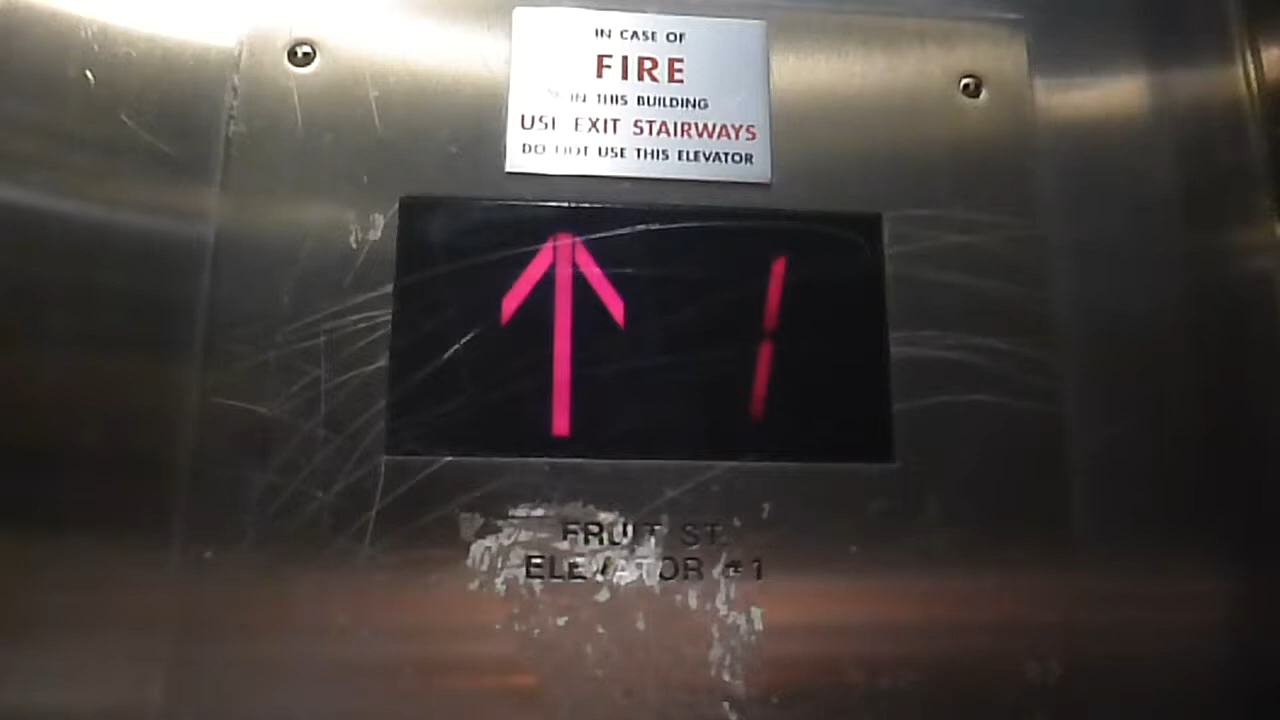 IN CASE OF
FIRE
IN THIS BUILDING
USE EXIT STAIRWAYS
DO NOT USE THIS ELEVATOR
↑ 1
FRUIT ST.
ELEVATOR #1